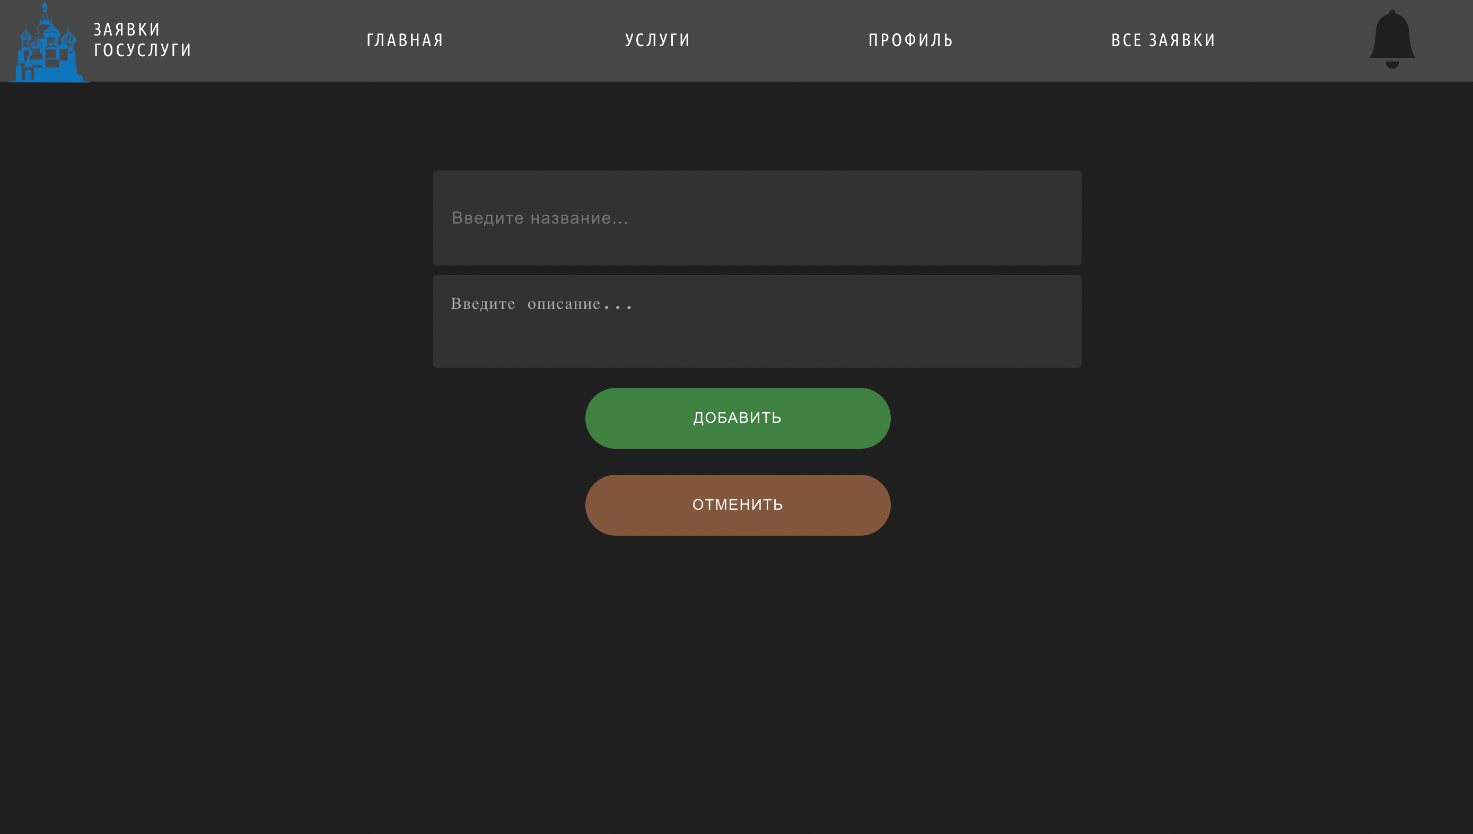 ЗАЯВКИ
ГОСУСЛУГИ
ГЛАВНАЯ
УСЛУГИ
ПРОФИЛЬ
ВСЕ ЗАЯВКИ
Введите название...
Введите описание...
ДОБАВИТЬ
ОТМЕНИТЬ